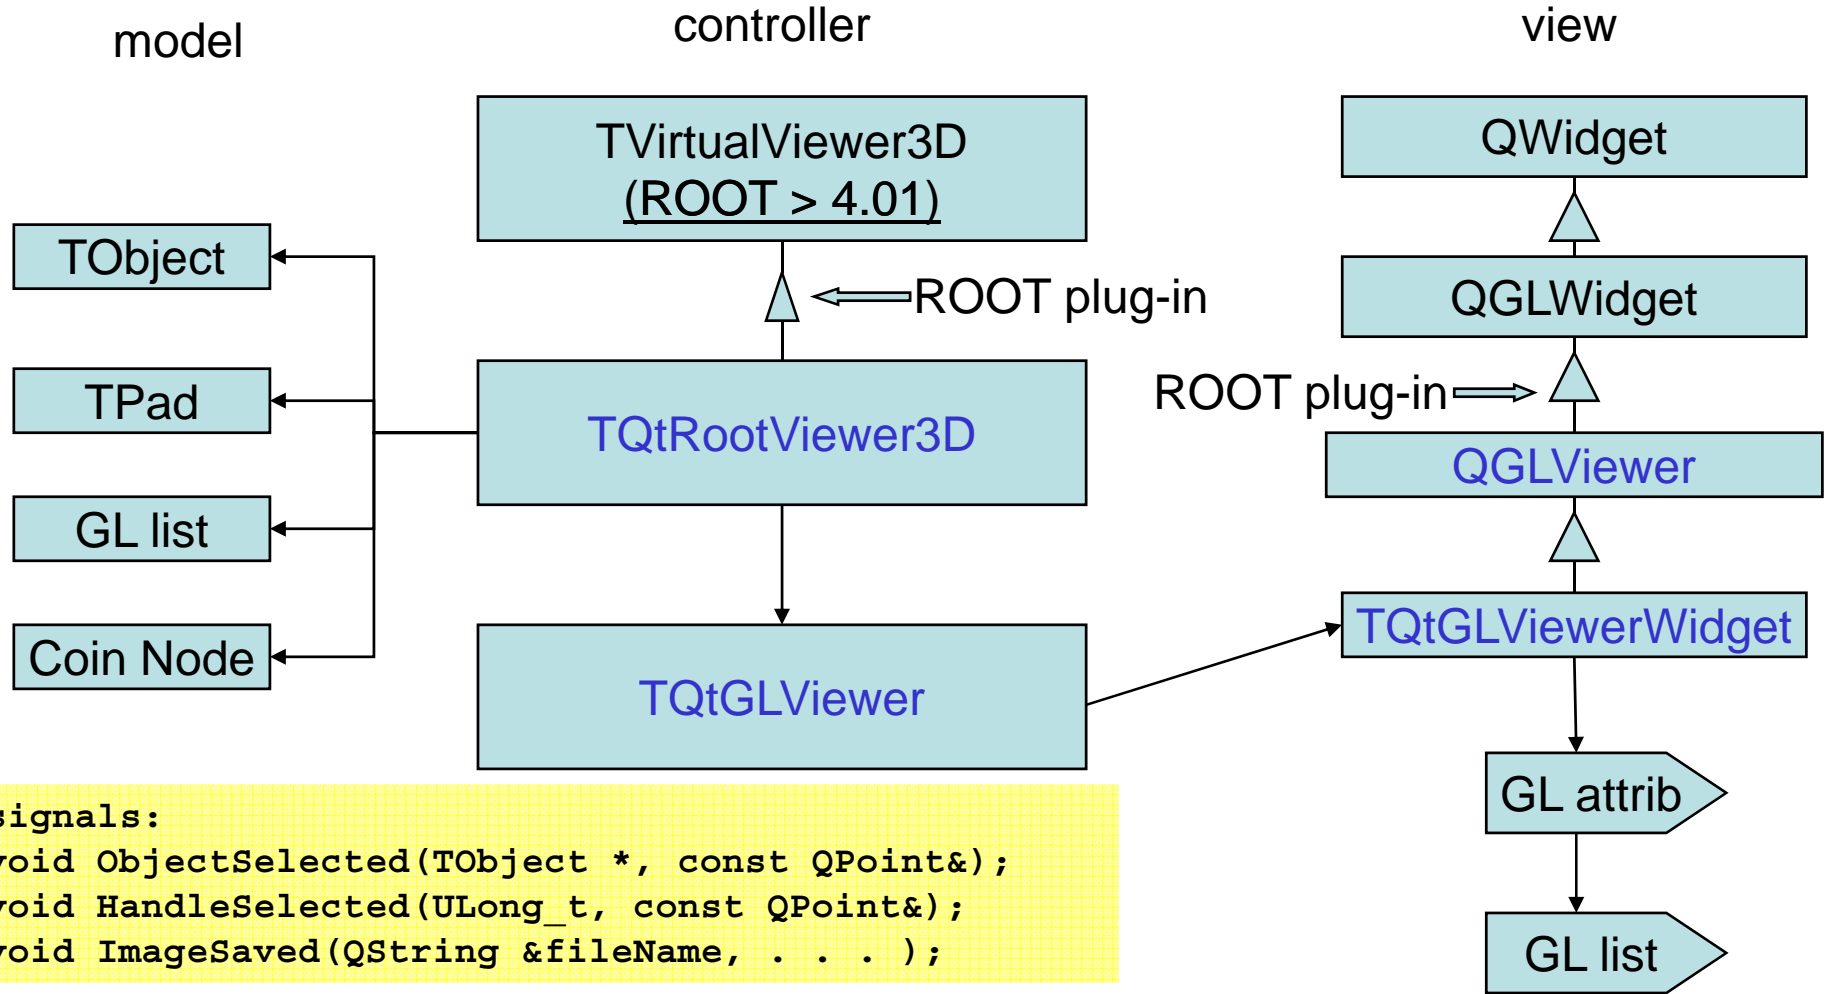 model
controller
view
TVirtualViewer3D
(ROOT > 4.01)
QWidget
TObject
QGLWidget
ROOT plug-in
TPad
TQtRootViewer3D
ROOT plug-in
QGLViewer
GL list
Coin Node
TQtGLViewer
TQtGLViewerWidget
GL attrib
GL list
signals:
void ObjectSelected(TObject *, const QPoint&);
void HandleSelected(ULong_t, const QPoint&);
void ImageSaved(QString &fileName, . . . );